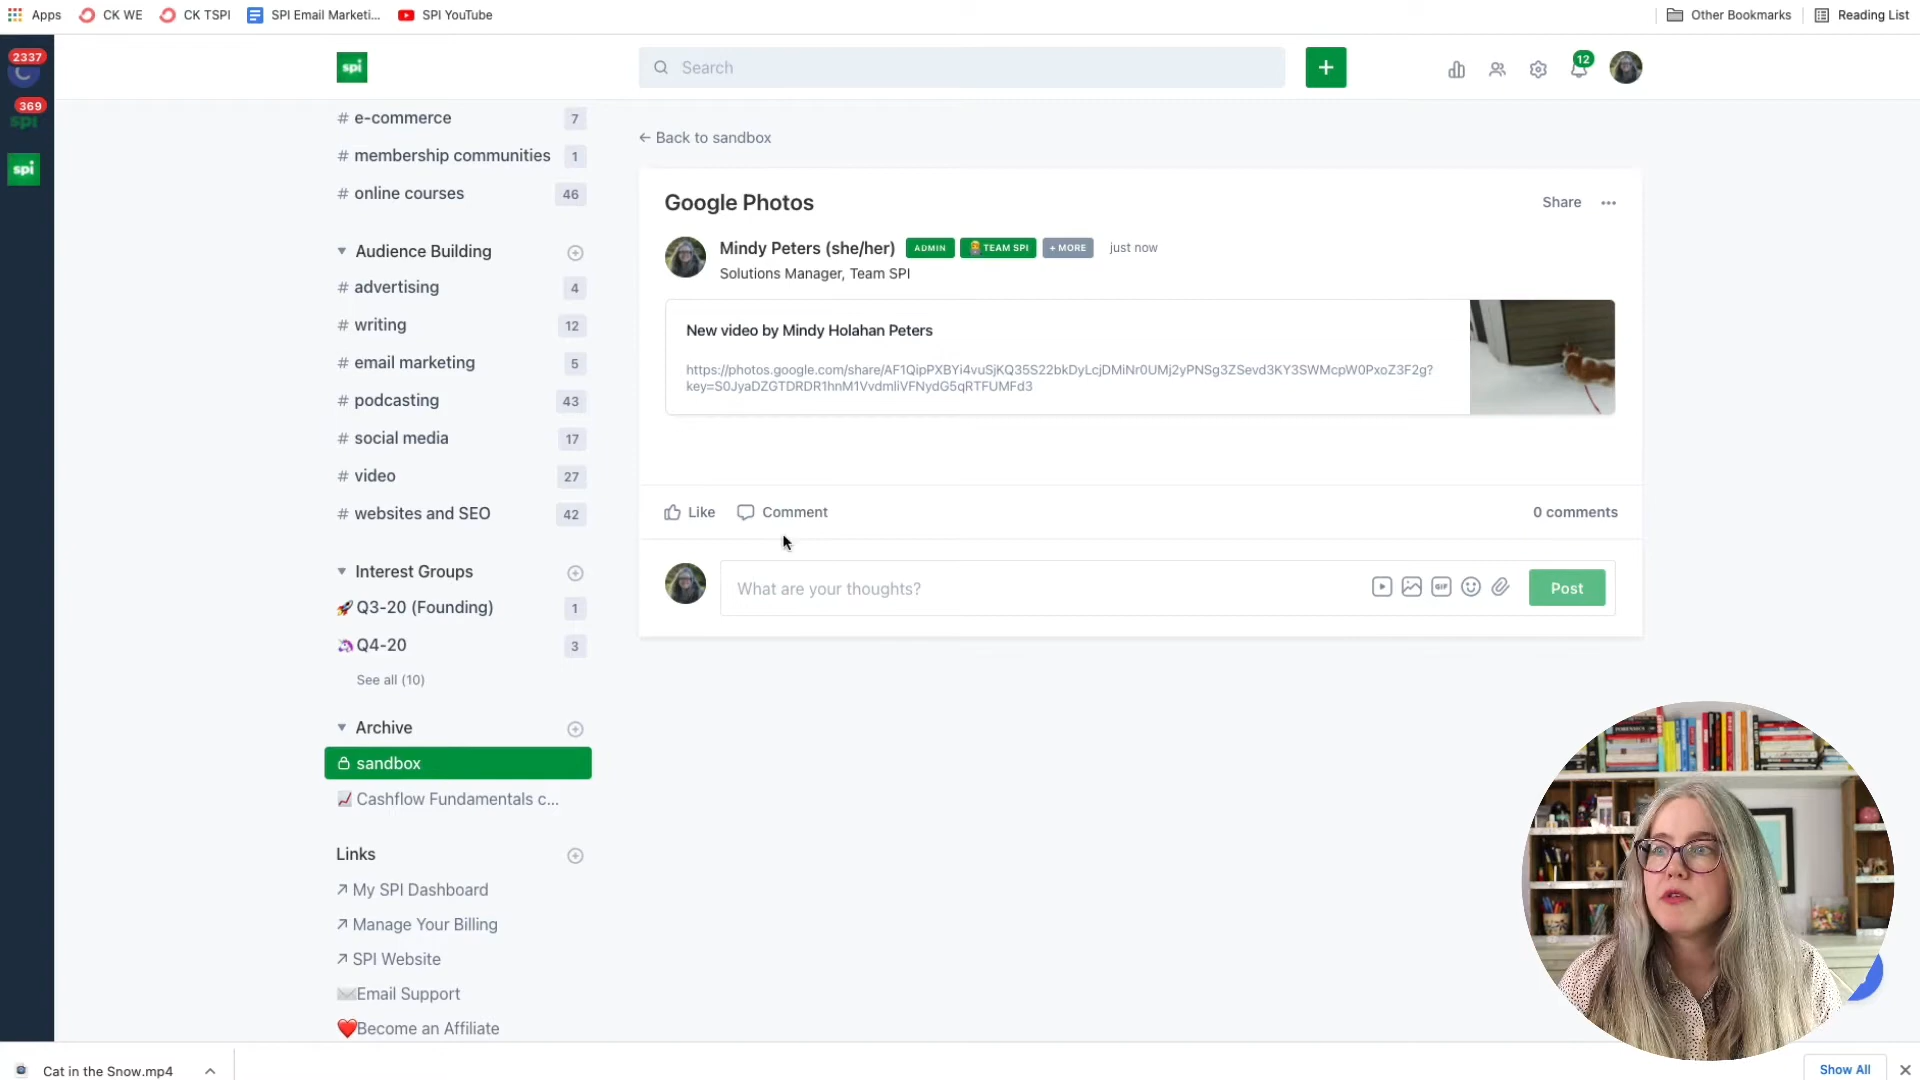 Apps
CK WE
CK TSPI
SPI Email Marketi...
SPI YouTube
Other Bookmarks
Reading List
2337
369
spi
spi
spi
Search
+
12
# e-commerce 7
# membership communities 1
# online courses 46
Audience Building
# advertising 4
# writing 12
# email marketing 5
# podcasting 43
# social media 17
# video 27
# websites and SEO 42
Interest Groups
Q3-20 (Founding) 1
Q4-20 3
See all (10)
Archive
sandbox
Cashflow Fundamentals c...
Links
My SPI Dashboard
Manage Your Billing
SPI Website
Email Support
Become an Affiliate
← Back to sandbox
Google Photos
Share
Mindy Peters (she/her) ADMIN TEAM SPI + MORE just now
Solutions Manager, Team SPI
New video by Mindy Holahan Peters
https://photos.google.com/share/AF1QipPXBYi4vuSjKQ35S22bkDyLcjDMiNr0UMj2yPNSg3ZSevd3KY3SWMcpW0PxoZ3F2g?
key=S0JyaDZGTDRDR1hnM1VvdmliVFNydG5qRTFUMFd3
Like
Comment
0 comments
What are your thoughts?
GIF
Post
Cat in the Snow.mp4
Show All